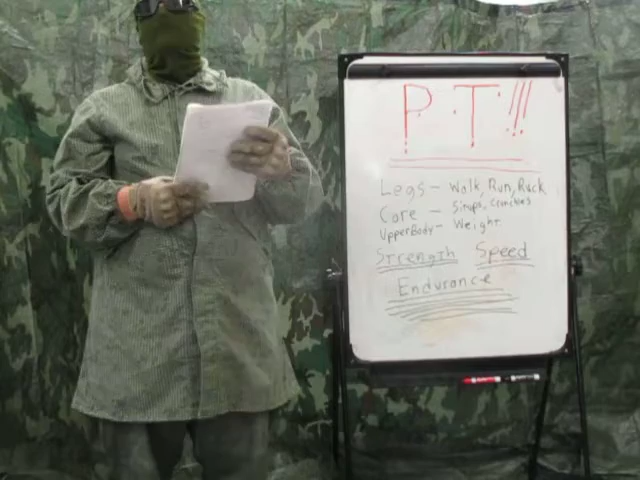 P.T!!!
Legs - Walk, Run, Ruck
Core - Situps, Crunches
UpperBody - Weight
Strength Speed
Endurance